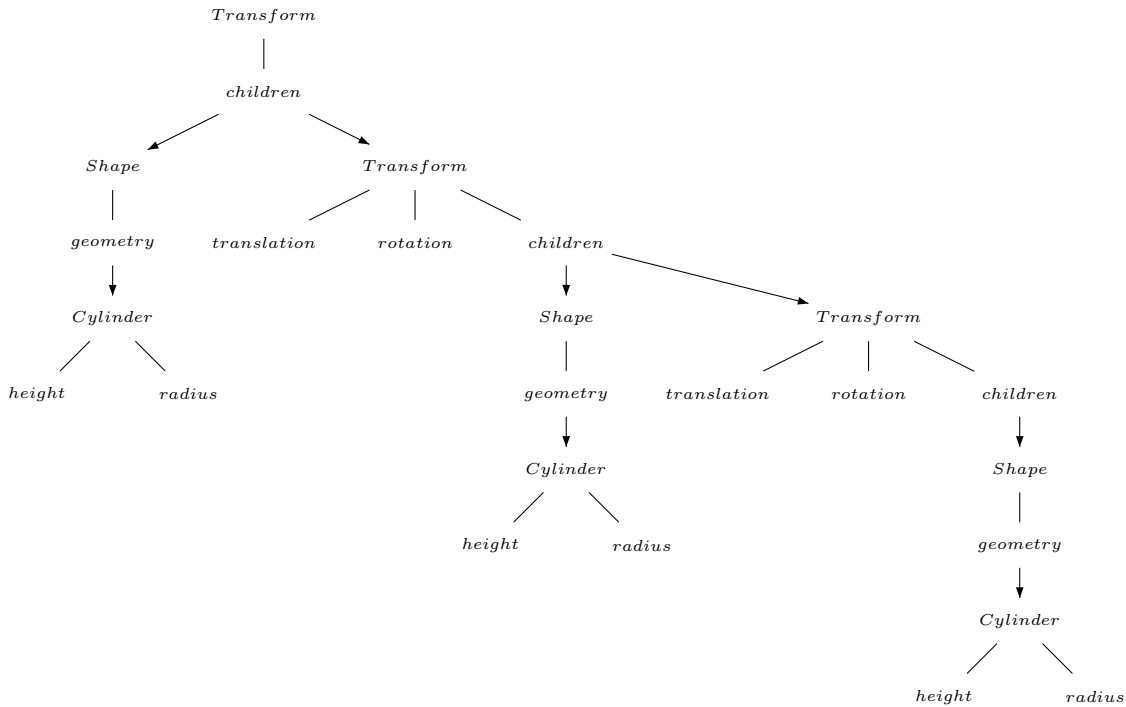 Transform
children
Shape Transform
geometry translation rotation children
Cylinder Shape Transform
height radius geometry translation rotation children
Cylinder Shape
height radius geometry
Cylinder
height radius